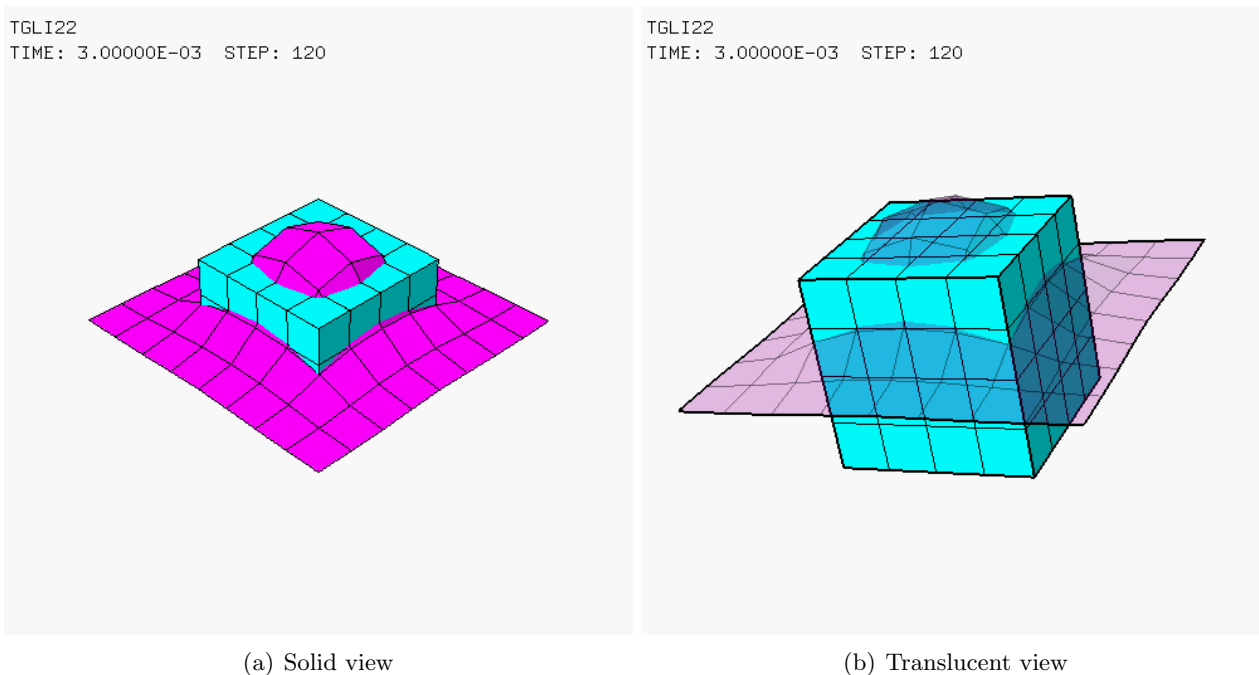 TGLI22
TIME: 3.00000E-03  STEP: 120
TGLI22
TIME: 3.00000E-03  STEP: 120
(a) Solid view
(b) Translucent view